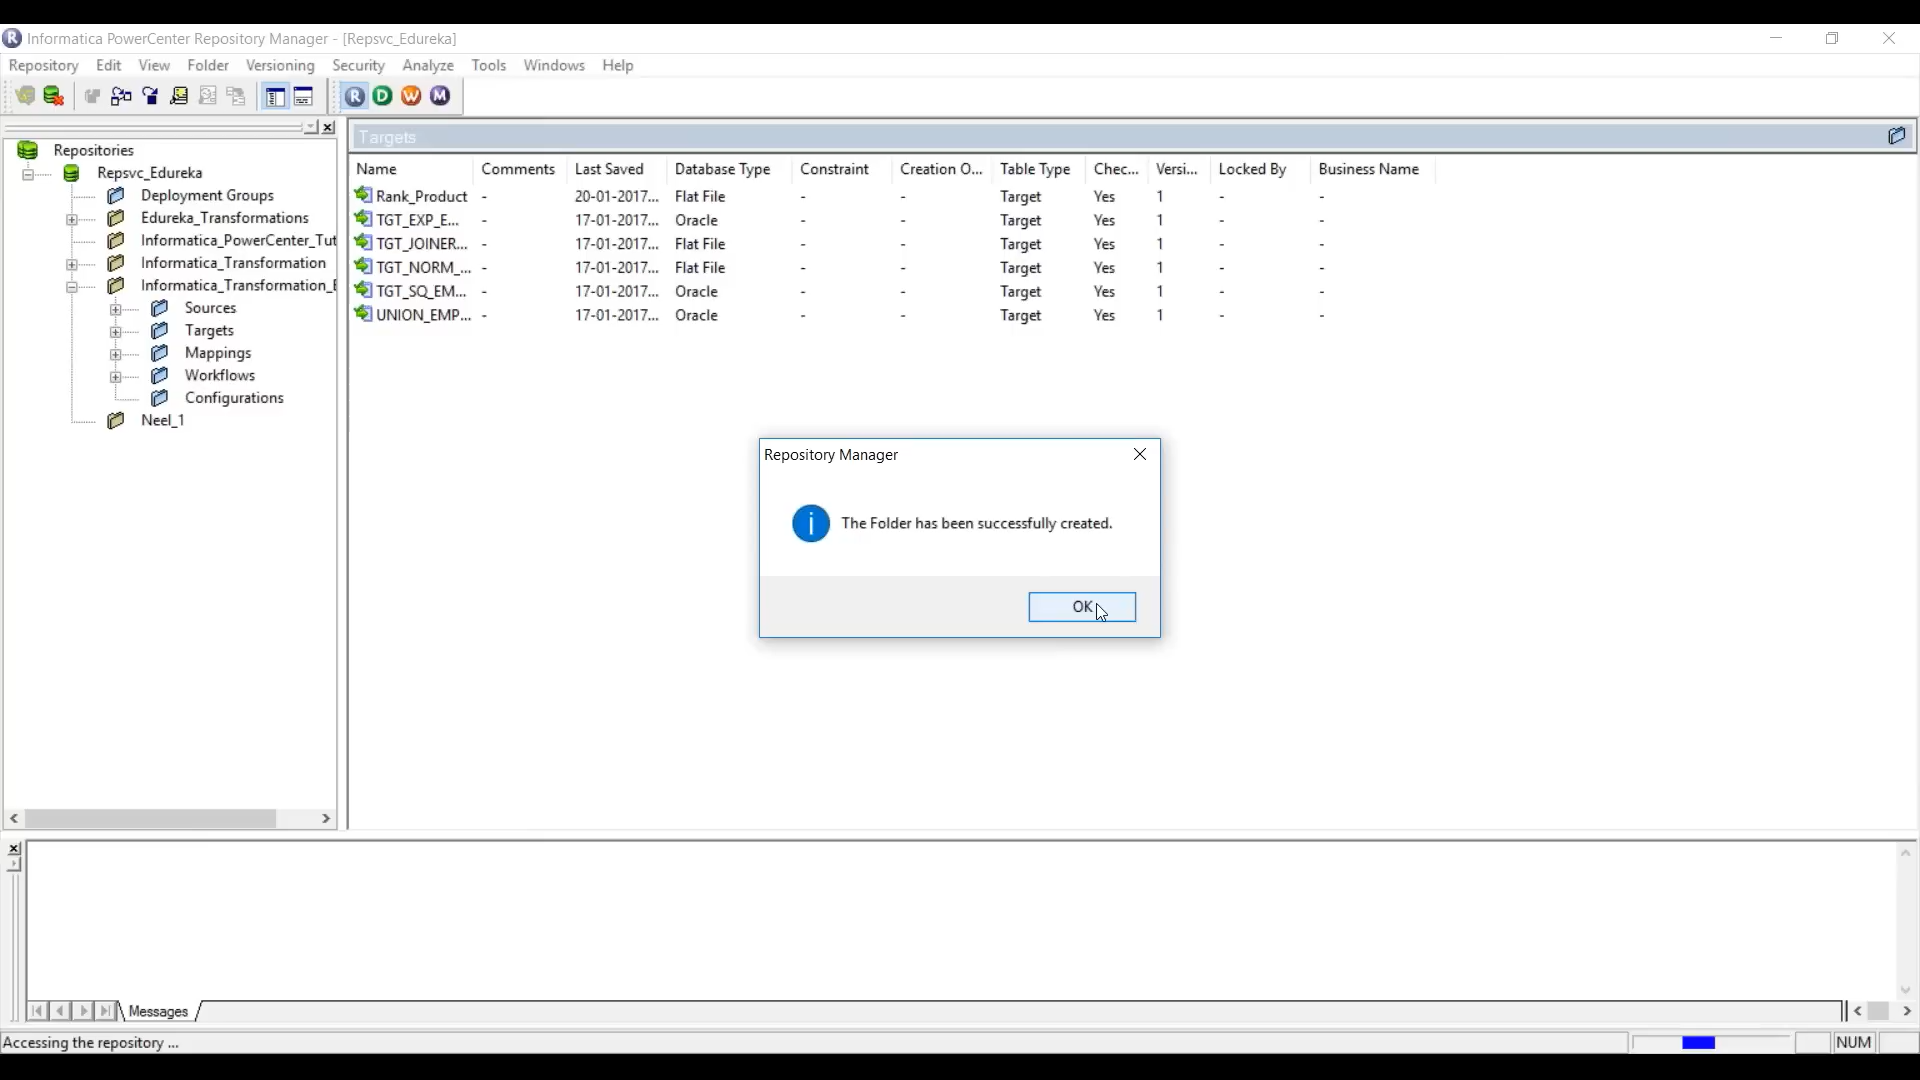 Informatica PowerCenter Repository Manager - [Repsvc_Edureka]
Repository Edit View Folder Versioning Security Analyze Tools Windows Help
R D W M
Repositories
Repsvc_Edureka
Deployment Groups
Edureka_Transformations
Informatica_PowerCenter_Tut
Informatica_Transformation
Informatica_Transformation_E
Sources
Targets
Mappings
Workflows
Configurations
Neel_1
Targets
Name Comments Last Saved Database Type Constraint Creation O... Table Type Chec... Versi... Locked By Business Name
Rank_Product - 20-01-2017... Flat File - - Target Yes 1 - -
TGT_EXP_E... - 17-01-2017... Oracle - - Target Yes 1 - -
TGT_JOINER... - 17-01-2017... Flat File - - Target Yes 1 - -
TGT_NORM_... - 17-01-2017... Flat File - - Target Yes 1 - -
TGT_SQ_EM... - 17-01-2017... Oracle - - Target Yes 1 - -
UNION_EMP... - 17-01-2017... Oracle - - Target Yes 1 - -
Repository Manager
The Folder has been successfully created.
OK
Messages
Accessing the repository ...
NUM